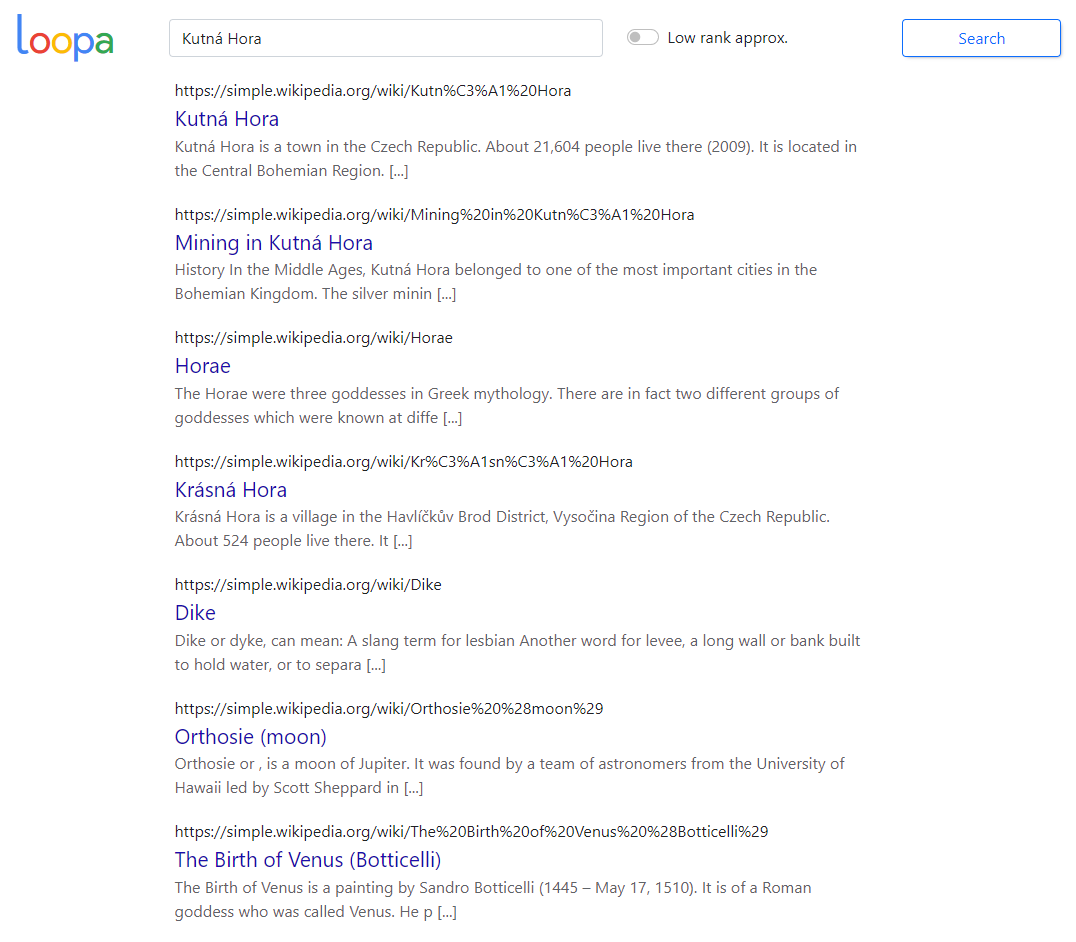 loopa
Kutná Hora
Low rank approx.
Search
https://simple.wikipedia.org/wiki/Kutn%C3%A1%20Hora
Kutná Hora
Kutná Hora is a town in the Czech Republic. About 21,604 people live there (2009). It is located in
the Central Bohemian Region. [...]
https://simple.wikipedia.org/wiki/Mining%20in%20Kutn%C3%A1%20Hora
Mining in Kutná Hora
History In the Middle Ages, Kutná Hora belonged to one of the most important cities in the
Bohemian Kingdom. The silver minin [...]
https://simple.wikipedia.org/wiki/Horae
Horae
The Horae were three goddesses in Greek mythology. There are in fact two different groups of
goddesses which were known at diffe [...]
https://simple.wikipedia.org/wiki/Kr%C3%A1sn%C3%A1%20Hora
Krásná Hora
Krásná Hora is a village in the Havlíčkův Brod District, Vysočina Region of the Czech Republic.
About 524 people live there. It [...]
https://simple.wikipedia.org/wiki/Dike
Dike
Dike or dyke, can mean: A slang term for lesbian Another word for levee, a long wall or bank built
to hold water, or to separa [...]
https://simple.wikipedia.org/wiki/Orthosie%20%28moon%29
Orthosie (moon)
Orthosie or , is a moon of Jupiter. It was found by a team of astronomers from the University of
Hawaii led by Scott Sheppard in [...]
https://simple.wikipedia.org/wiki/The%20Birth%20of%20Venus%20%28Botticelli%29
The Birth of Venus (Botticelli)
The Birth of Venus is a painting by Sandro Botticelli (1445 – May 17, 1510). It is of a Roman
goddess who was called Venus. He p [...]